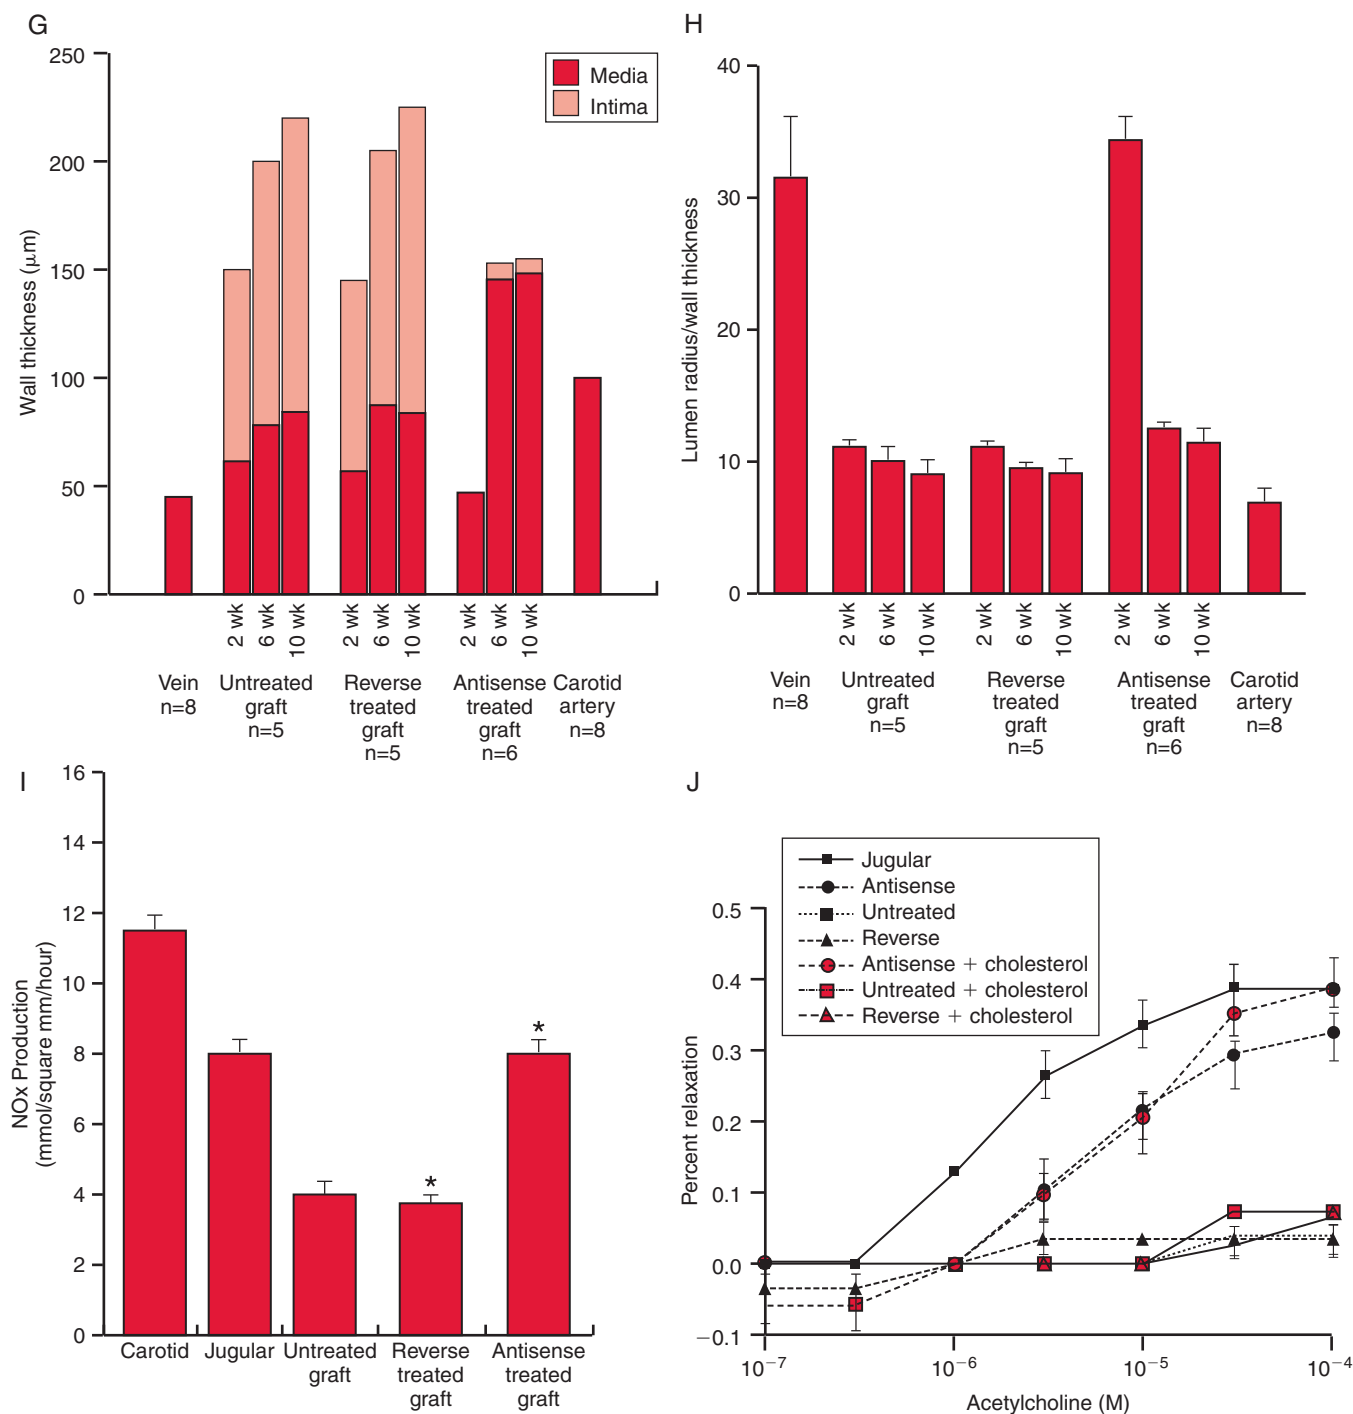 G
250
200
150
100
50
0
Wall thickness (μm)
Media
Intima
2 wk
6 wk
10 wk
2 wk
6 wk
10 wk
2 wk
6 wk
10 wk
Vein
n=8
Untreated
graft
n=5
Reverse
treated
graft
n=5
Antisense
treated
graft
n=6
Carotid
artery
n=8
H
40
30
20
10
0
Lumen radius/wall thickness
2 wk
6 wk
10 wk
2 wk
6 wk
10 wk
2 wk
6 wk
10 wk
Vein
n=8
Untreated
graft
n=5
Reverse
treated
graft
n=5
Antisense
treated
graft
n=6
Carotid
artery
n=8
I
16
14
12
10
8
6
4
2
0
NOx Production
(mmol/square mm/hour)
*
*
Carotid
Jugular
Untreated
graft
Reverse
treated
graft
Antisense
treated
graft
J
Jugular
Antisense
Untreated
Reverse
Antisense + cholesterol
Untreated + cholesterol
Reverse + cholesterol
0.5
0.4
0.3
0.2
0.1
0.0
−0.1
Percent relaxation
10⁻⁷
10⁻⁶
10⁻⁵
10⁻⁴
Acetylcholine (M)